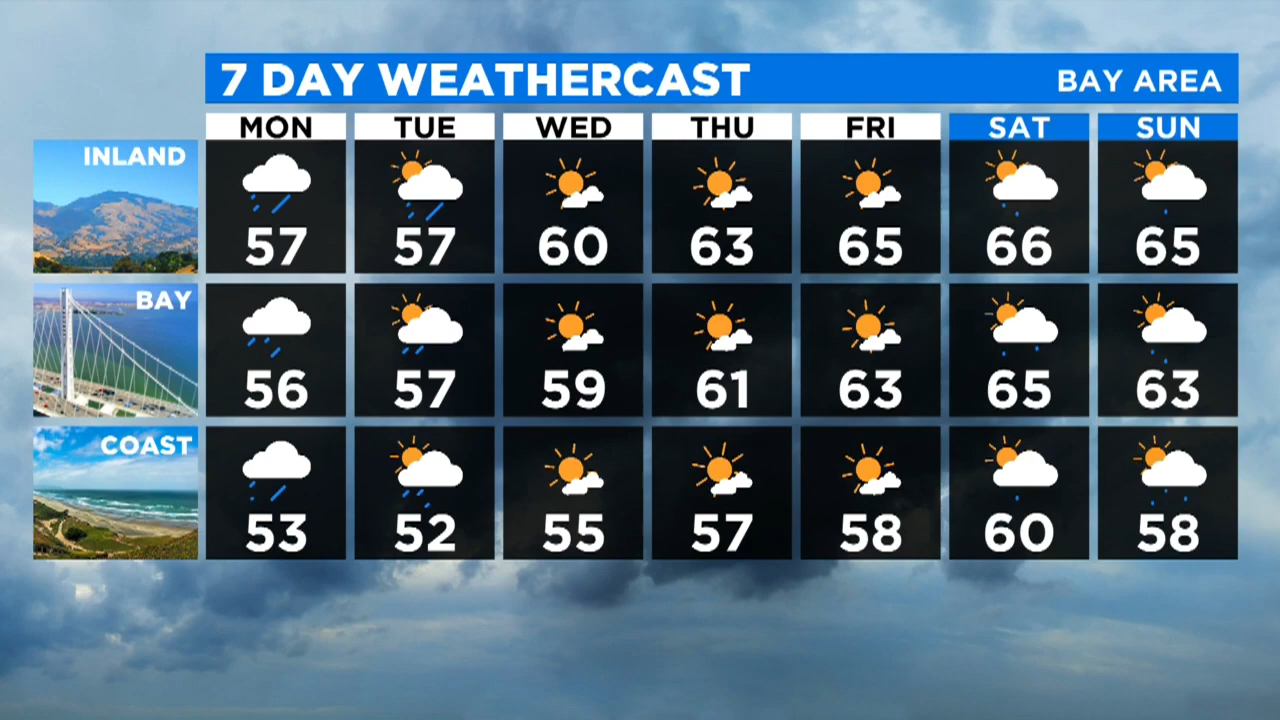 7 DAY WEATHERCAST BAY AREA
MON TUE WED THU FRI SAT SUN
INLAND
57 57 60 63 65 66 65
BAY
56 57 59 61 63 65 63
COAST
53 52 55 57 58 60 58